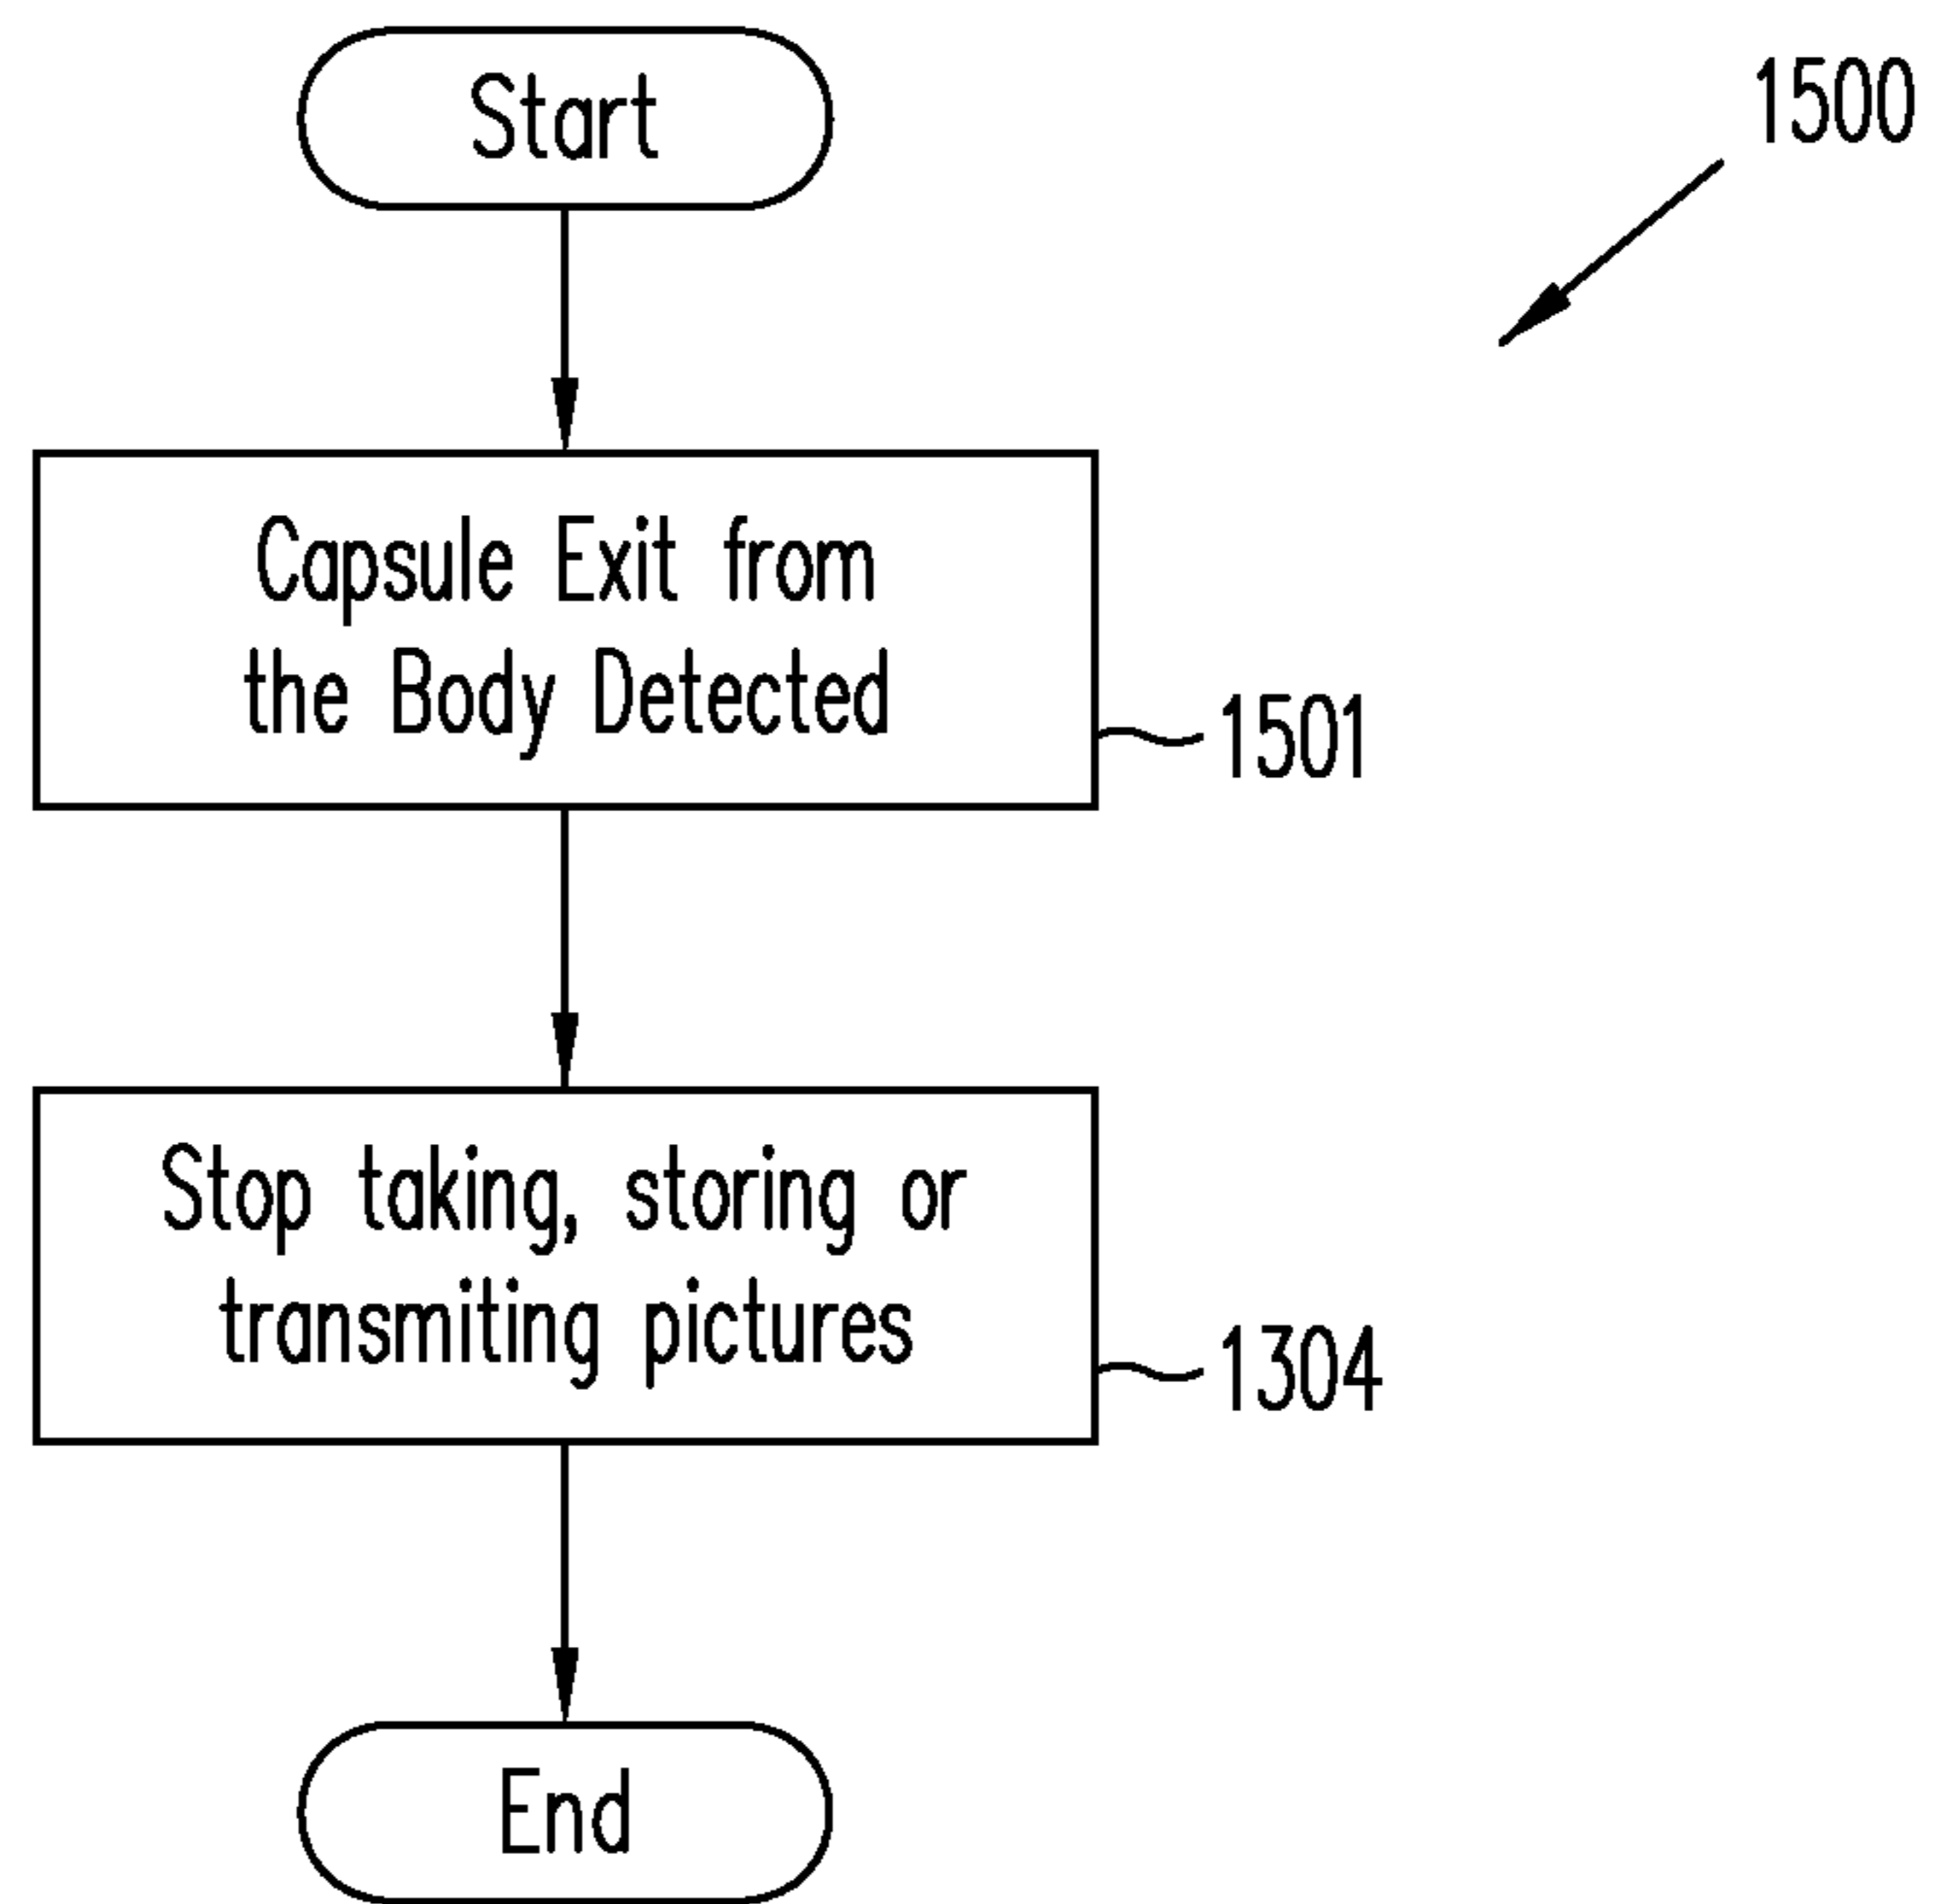 Start
1500
Capsule Exit from
the Body Detected
1501
Stop taking, storing or
transmiting pictures
1304
End